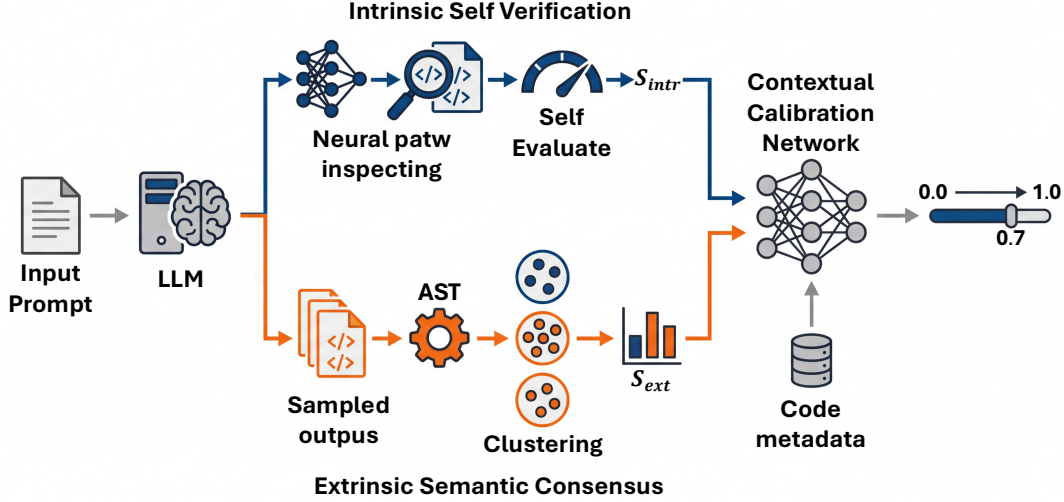 Intrinsic Self Verification
</>
</>
</>
S_intr
Neural patw
inspecting
Self
Evaluate
Contextual
Calibration
Network
0.0
1.0
0.7
Input
Prompt
LLM
AST
</>
</>
Sampled
outpus
Clustering
S_ext
Code
metadata
Extrinsic Semantic Consensus